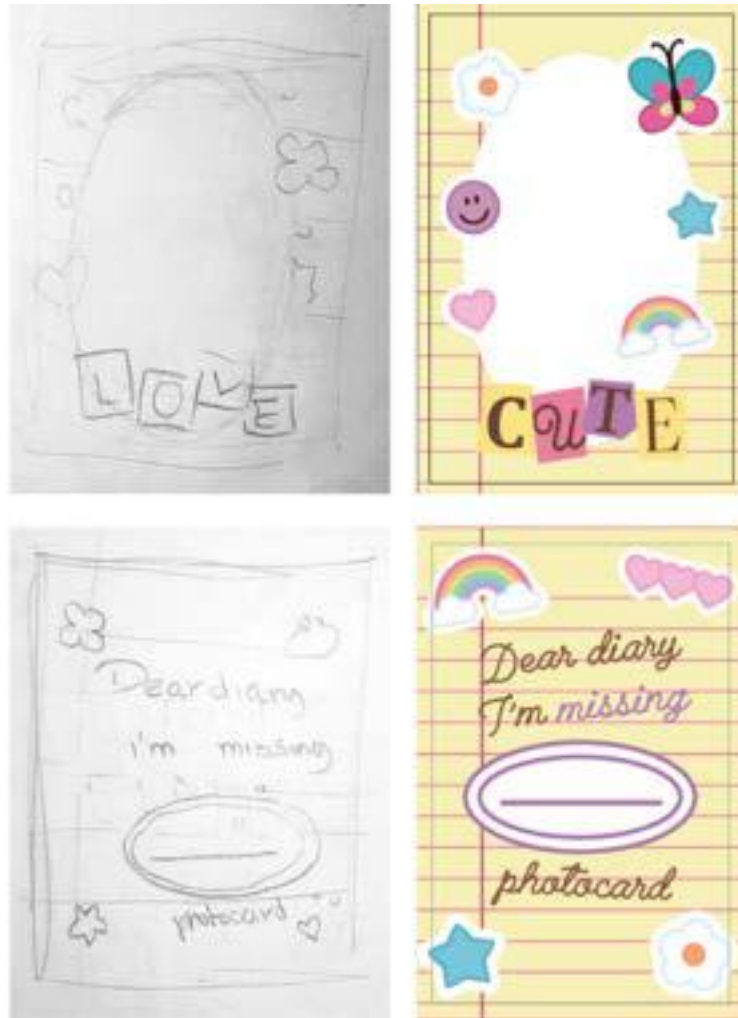 LOVE
CUTE
Dear diary
i'm missing
photocard
Dear diary
I'm missing
photocard